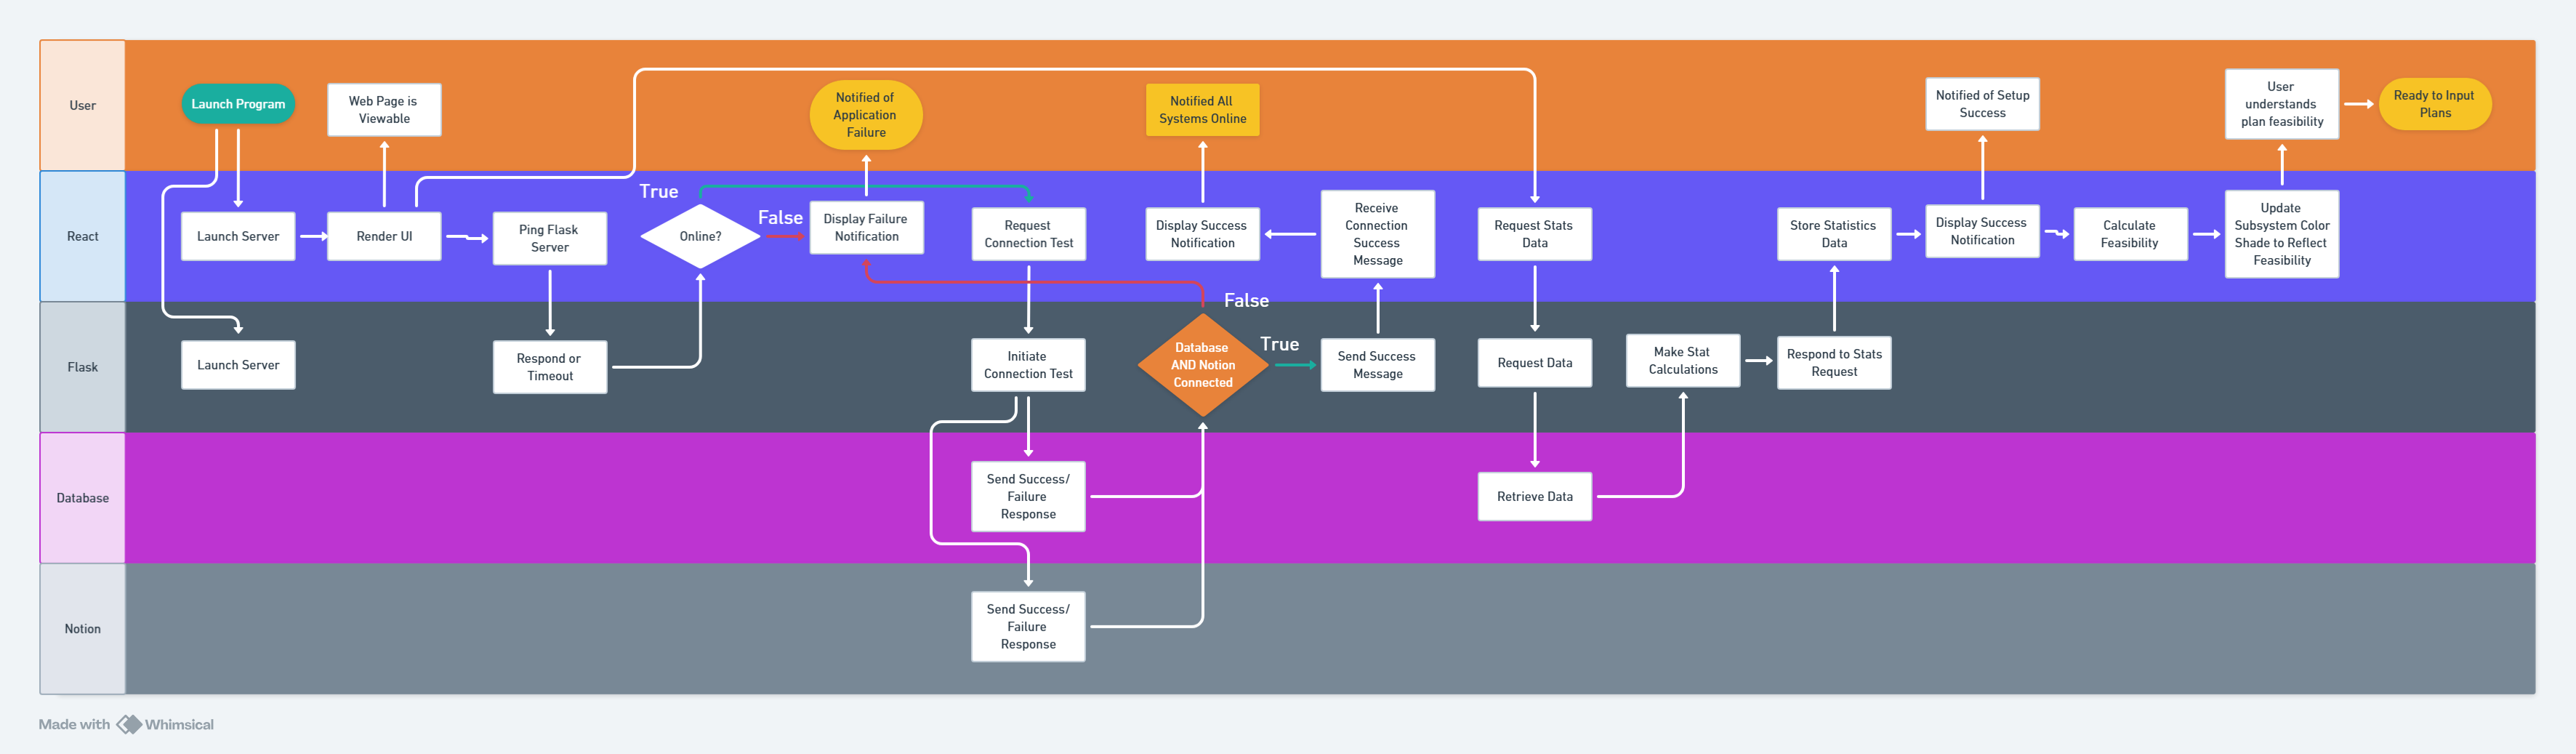 User
Launch Program
Web Page is
Viewable
Notified of
Application
Failure
Notified All
Systems Online
Notified of Setup
Success
User
understands
plan feasibility
Ready to Input
Plans
React
Launch Server
Render UI
Ping Flask
Server
True
Online?
False
Display Failure
Notification
Request
Connection Test
Display Success
Notification
Receive
Connection
Success
Message
Request Stats
Data
Store Statistics
Data
Display Success
Notification
Calculate
Feasibility
Update
Subsystem Color
Shade to Reflect
Feasibility
Flask
Launch Server
Respond or
Timeout
Initiate
Connection Test
False
Database
AND Notion
Connected
True
Send Success
Message
Request Data
Make Stat
Calculations
Respond to Stats
Request
Database
Send Success/
Failure
Response
Retrieve Data
Notion
Send Success/
Failure
Response
Made with Whimsical